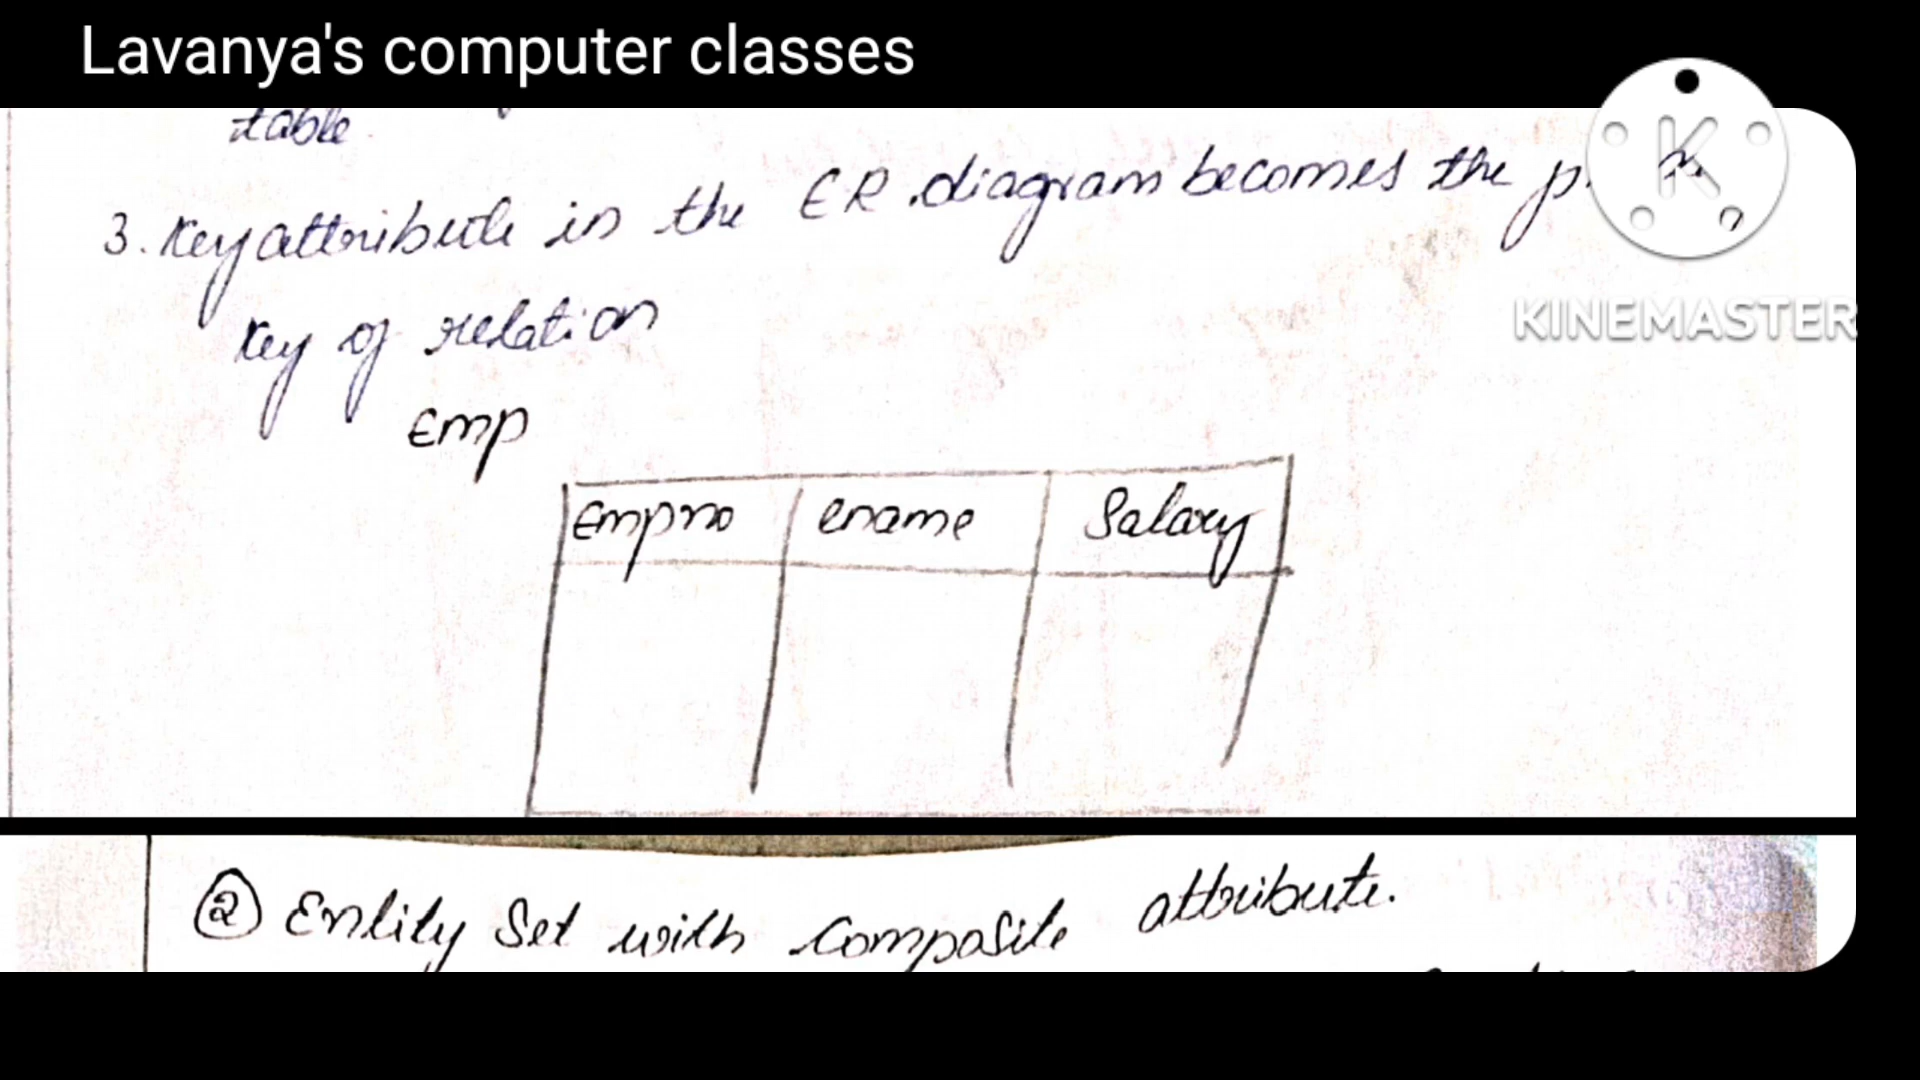 Lavanya's computer classes
table
3. Key attribute in the ER diagram becomes the
key of relation
Emp
Empno ename Salary
② Entity Set with Composite attribute.
K
KINEMASTER